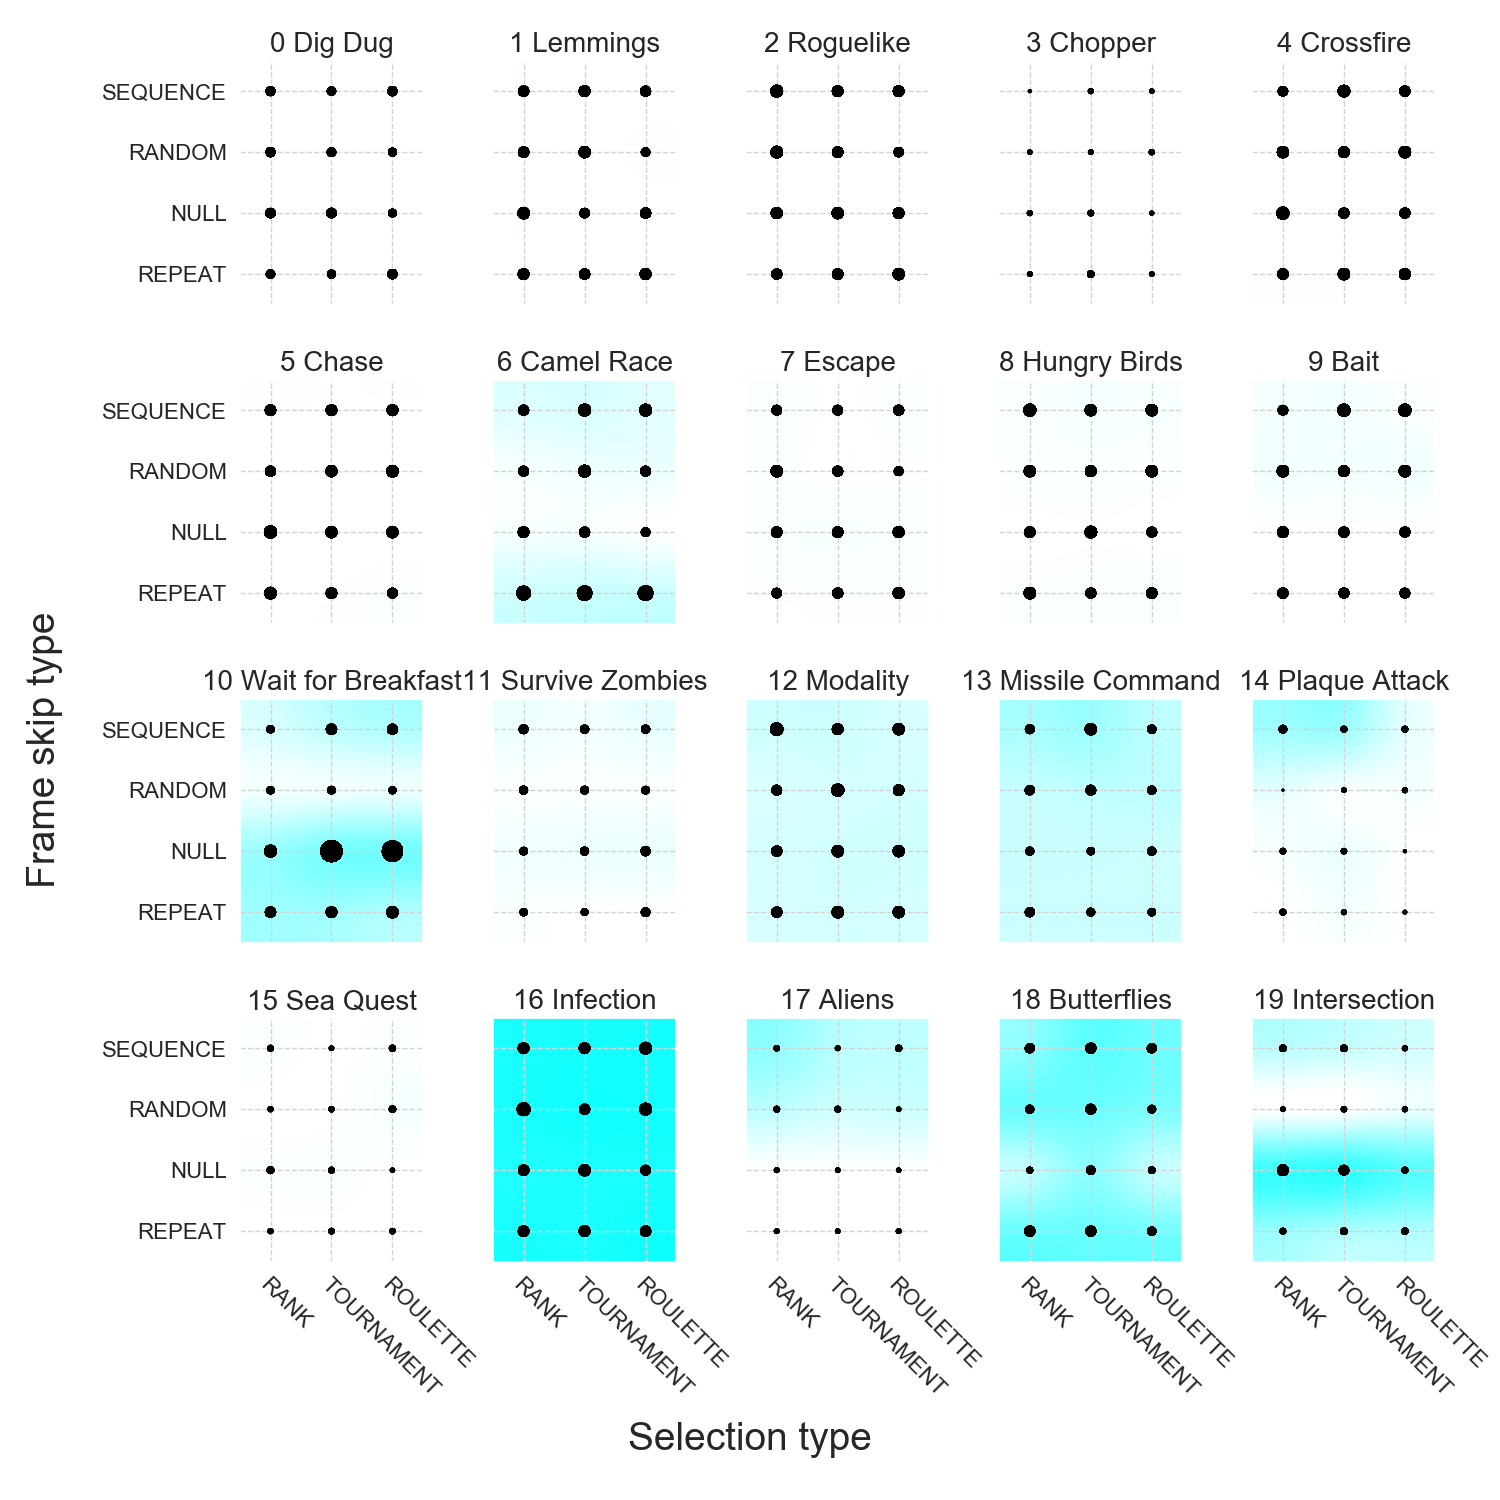 0 Dig Dug
1 Lemmings
2 Roguelike
3 Chopper
4 Crossfire
SEQUENCE
RANDOM
NULL
REPEAT
5 Chase
6 Camel Race
7 Escape
8 Hungry Birds
9 Bait
SEQUENCE
RANDOM
NULL
REPEAT
Frame skip type
10 Wait for Breakfast
11 Survive Zombies
12 Modality
13 Missile Command
14 Plaque Attack
SEQUENCE
RANDOM
NULL
REPEAT
15 Sea Quest
16 Infection
17 Aliens
18 Butterflies
19 Intersection
SEQUENCE
RANDOM
NULL
REPEAT
RANK
TOURNAMENT
ROULETTE
RANK
TOURNAMENT
ROULETTE
RANK
TOURNAMENT
ROULETTE
RANK
TOURNAMENT
ROULETTE
RANK
TOURNAMENT
ROULETTE
Selection type